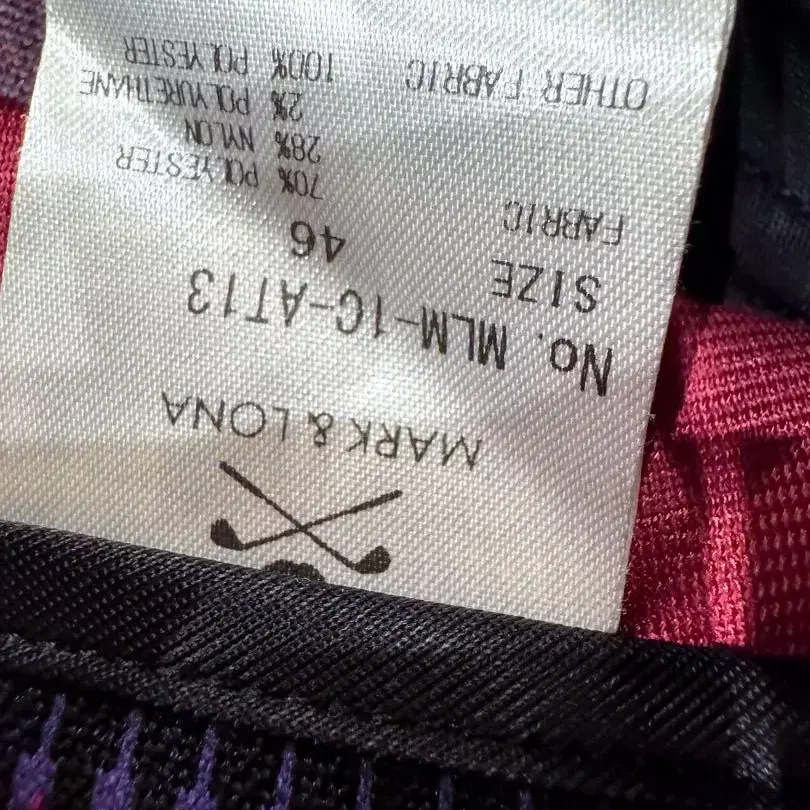 MARK & LONA
No. MLM-1C-AT13
SIZE 46
FABRIC 70% POLYESTER
28% NYLON
2% POLYURETHANE
OTHER FABRIC 100% POLYESTER